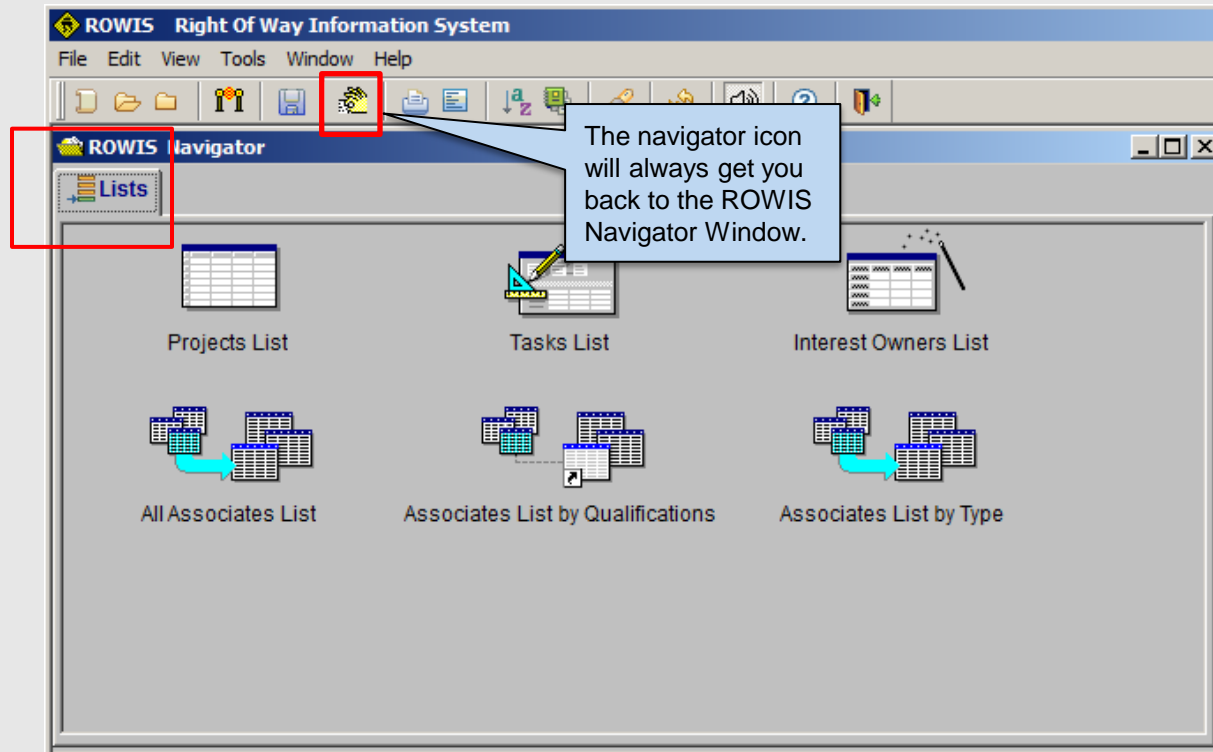 ROWIS Right Of Way Information System
File Edit View Tools Window Help
The navigator icon
will always get you
back to the ROWIS
Navigator Window.
ROWIS Navigator
Lists
Projects List
Tasks List
Interest Owners List
All Associates List
Associates List by Qualifications
Associates List by Type